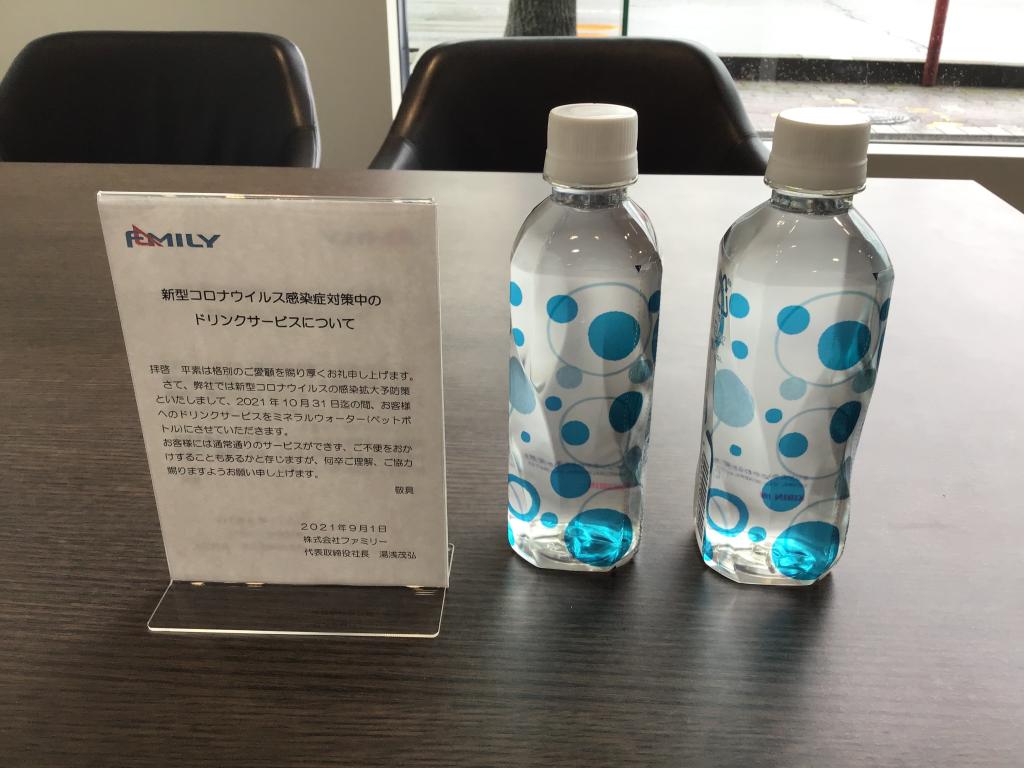 FAMILY
新型コロナウイルス感染症対策中の
ドリンクサービスについて
拝啓　平素は格別のご愛顧を賜り厚くお礼申し上げます。
さて、弊社では新型コロナウイルスの感染拡大予防策
といたしまして、2021年10月31日迄の間、お客様
へのドリンクサービスをミネラルウォーター(ペットボ
トル)にさせていただきます。
お客様には通常通りのサービスができず、ご不便をおか
けすることもあるかと存じますが、何卒ご理解、ご協力
賜りますようお願い申し上げます。
敬具
2021年9月1日
株式会社ファミリー
代表取締役社長　湯浅茂弘
KIRIN